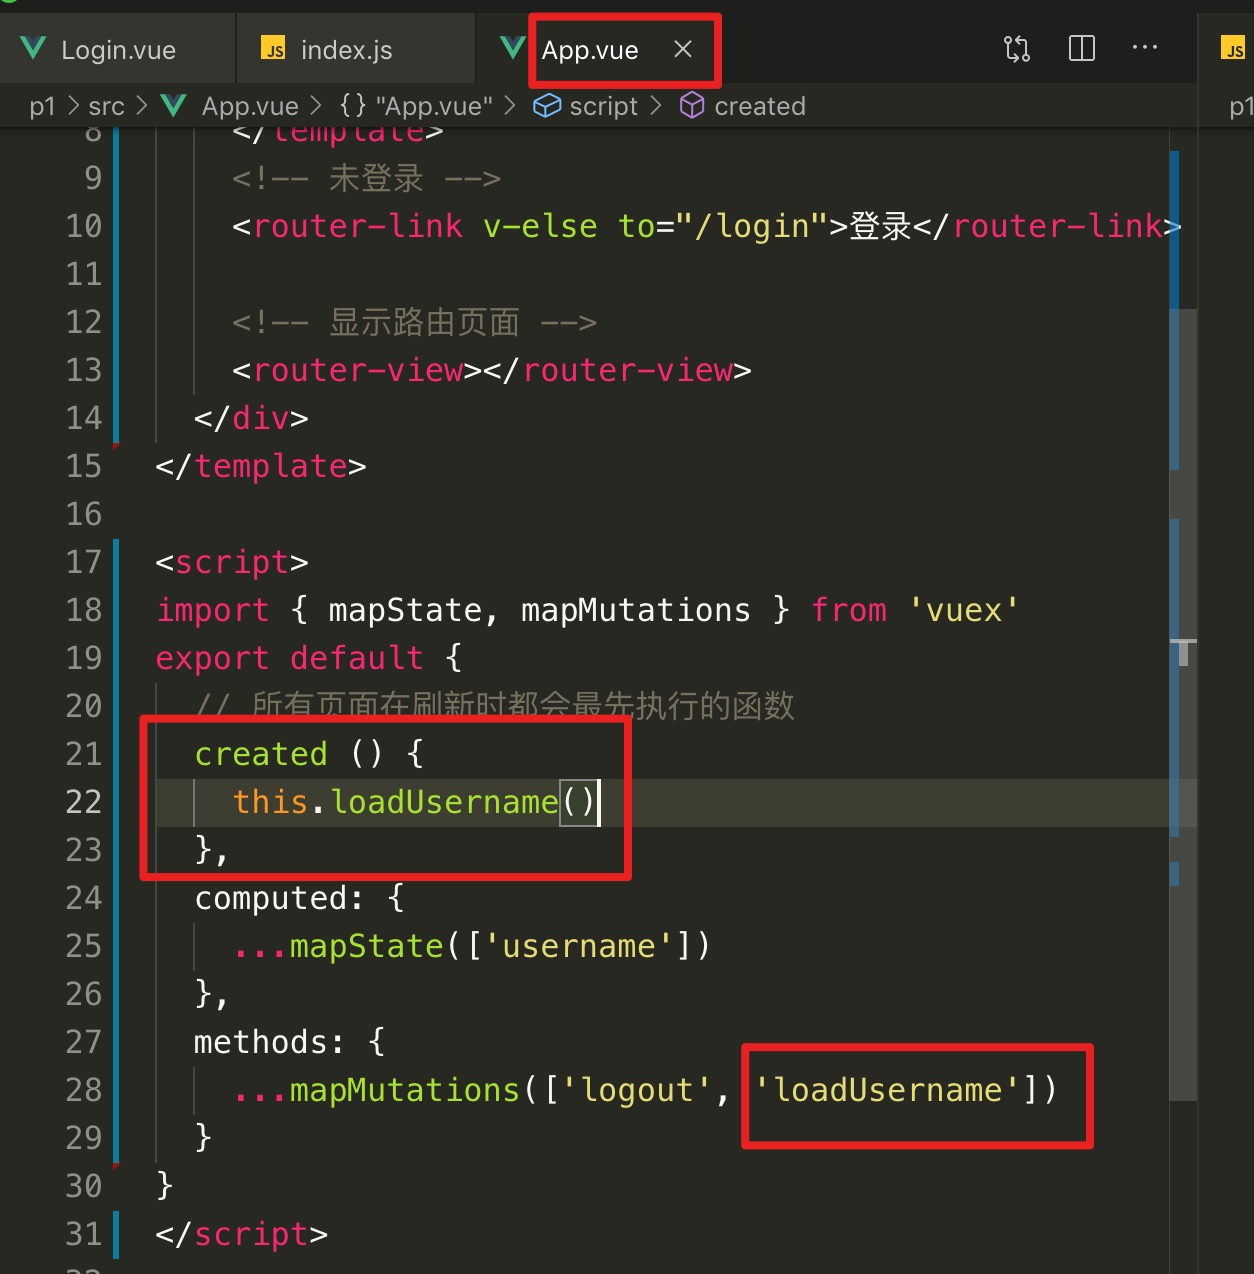 Login.vue
JS index.js
App.vue
JS
p1 > src > App.vue > {} "App.vue" > script > created
p1
8 </template>
9 <!-- 未登录 -->
10 <router-link v-else to="/login">登录</router-link>
11
12 <!-- 显示路由页面 -->
13 <router-view></router-view>
14 </div>
15 </template>
16
17 <script>
18 import { mapState, mapMutations } from 'vuex'
19 export default {
20 // 所有页面在刷新时都会最先执行的函数
21 created () {
22 this.loadUsername()
23 },
24 computed: {
25 ...mapState(['username'])
26 },
27 methods: {
28 ...mapMutations(['logout', 'loadUsername'])
29 }
30 }
31 </script>